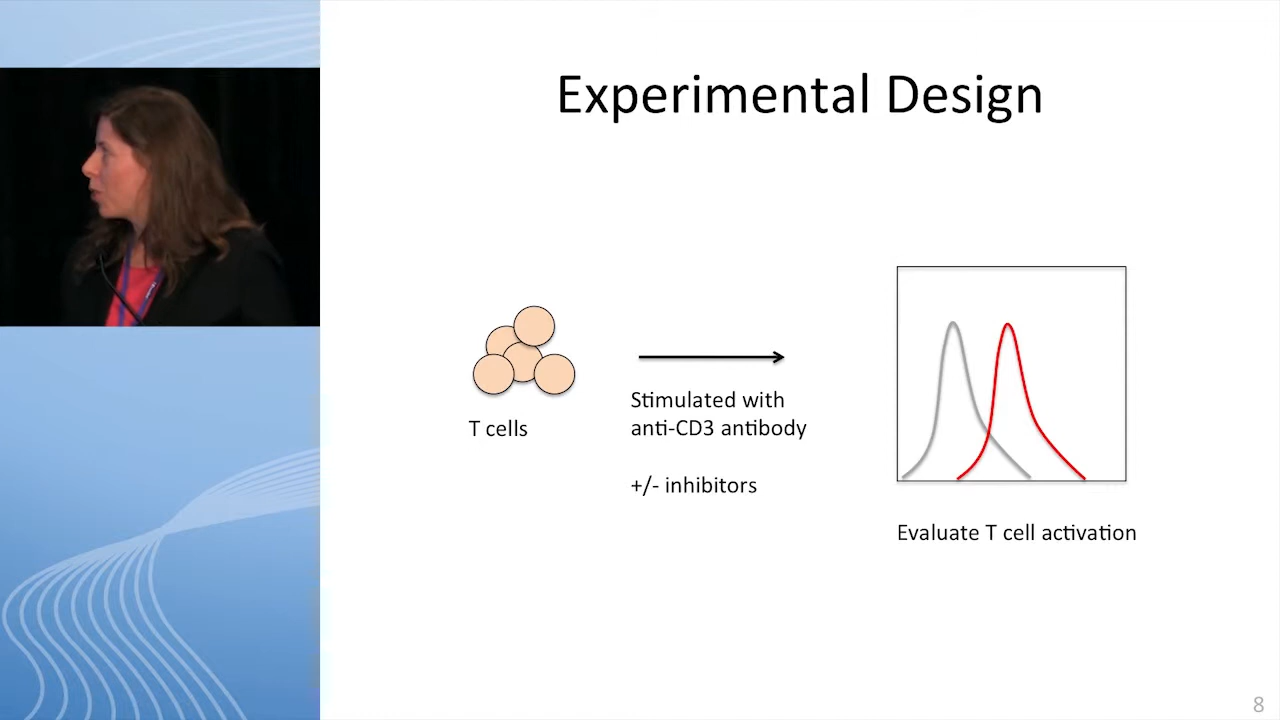 Experimental Design
T cells
Stimulated with
anti-CD3 antibody
+/- inhibitors
Evaluate T cell activation
8